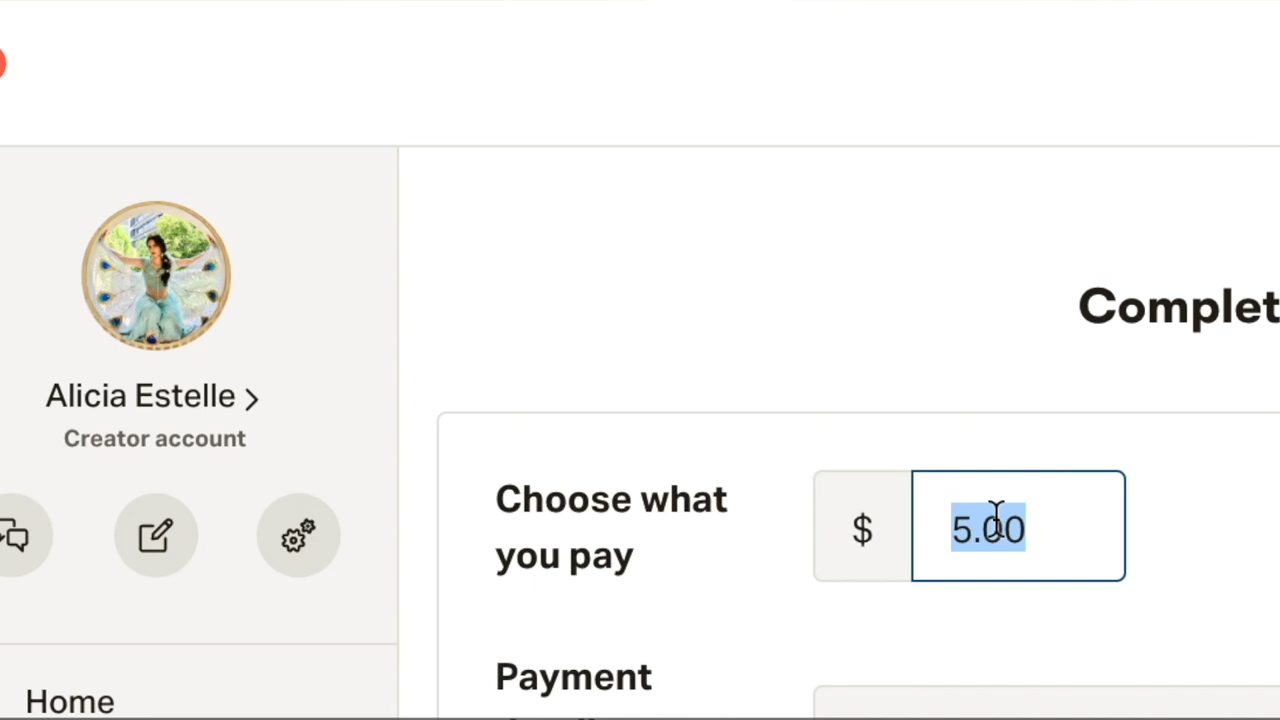 Alicia Estelle
Creator account
Home
Complet
Choose what
you pay
$
5.00
Payment